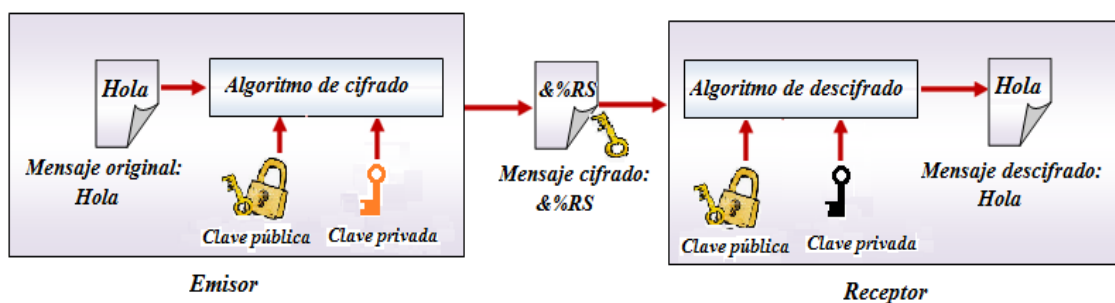 Hola
Algoritmo de cifrado
Mensaje original:
Hola
Clave pública
Clave privada
Emisor
&%RS
Mensaje cifrado:
&%RS
Algoritmo de descifrado
Hola
Clave pública
Clave privada
Mensaje descifrado:
Hola
Receptor